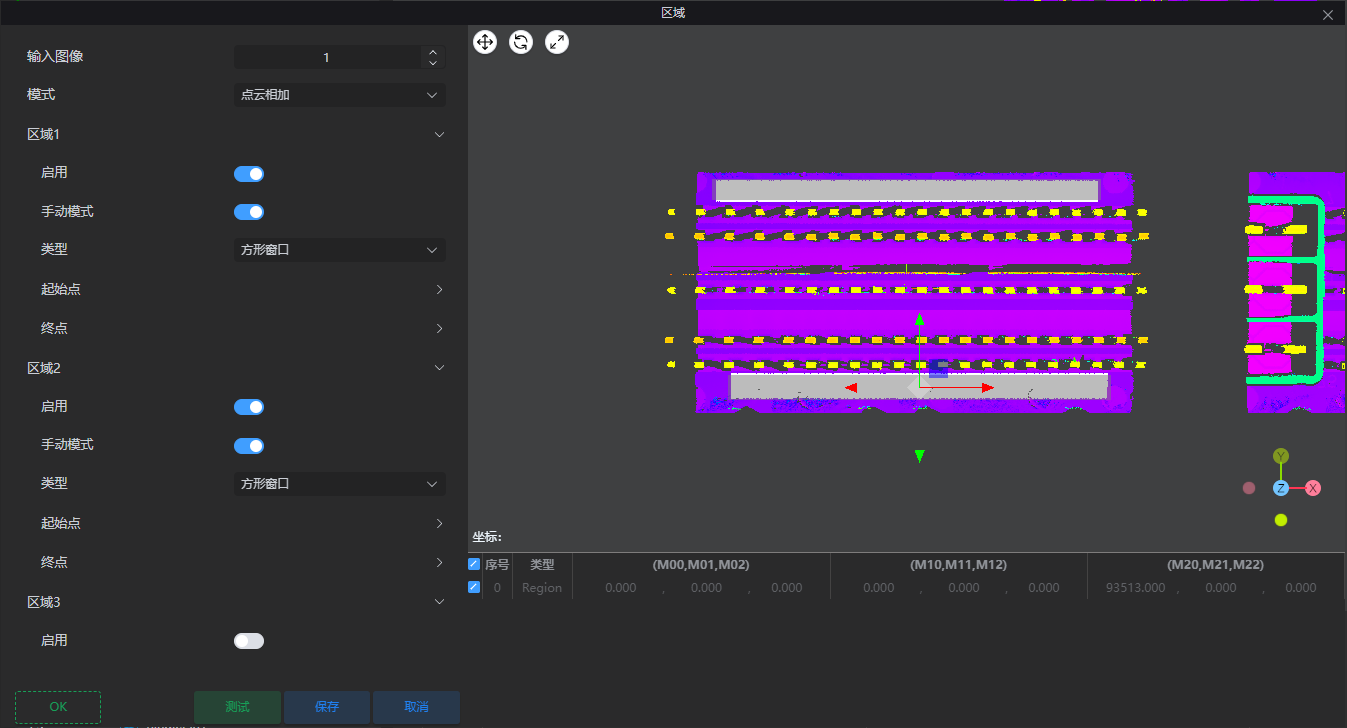 区域
输入图像 1
模式 点云相加
区域1
启用
手动模式
类型 方形窗口
起始点
终点
区域2
启用
手动模式
类型 方形窗口
起始点
终点
区域3
启用
OK 测试 保存 取消
Y
Z X
坐标:
序号 类型 (M00,M01,M02) (M10,M11,M12) (M20,M21,M22)
0 Region 0.000 , 0.000 , 0.000 0.000 , 0.000 , 0.000 93513.000 , 0.000 , 0.000